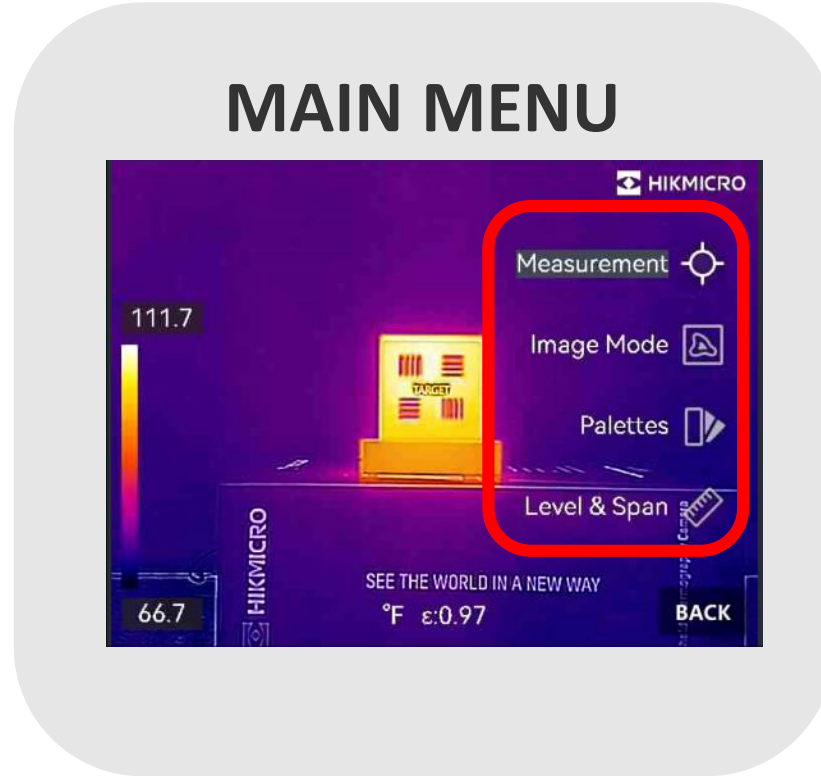 MAIN MENU
HIKMICRO
Measurement
111.7
Image Mode
TARGET
Palettes
Level & Span
HIKMICRO
SEE THE WORLD IN A NEW WAY
66.7
°F ε:0.97
BACK